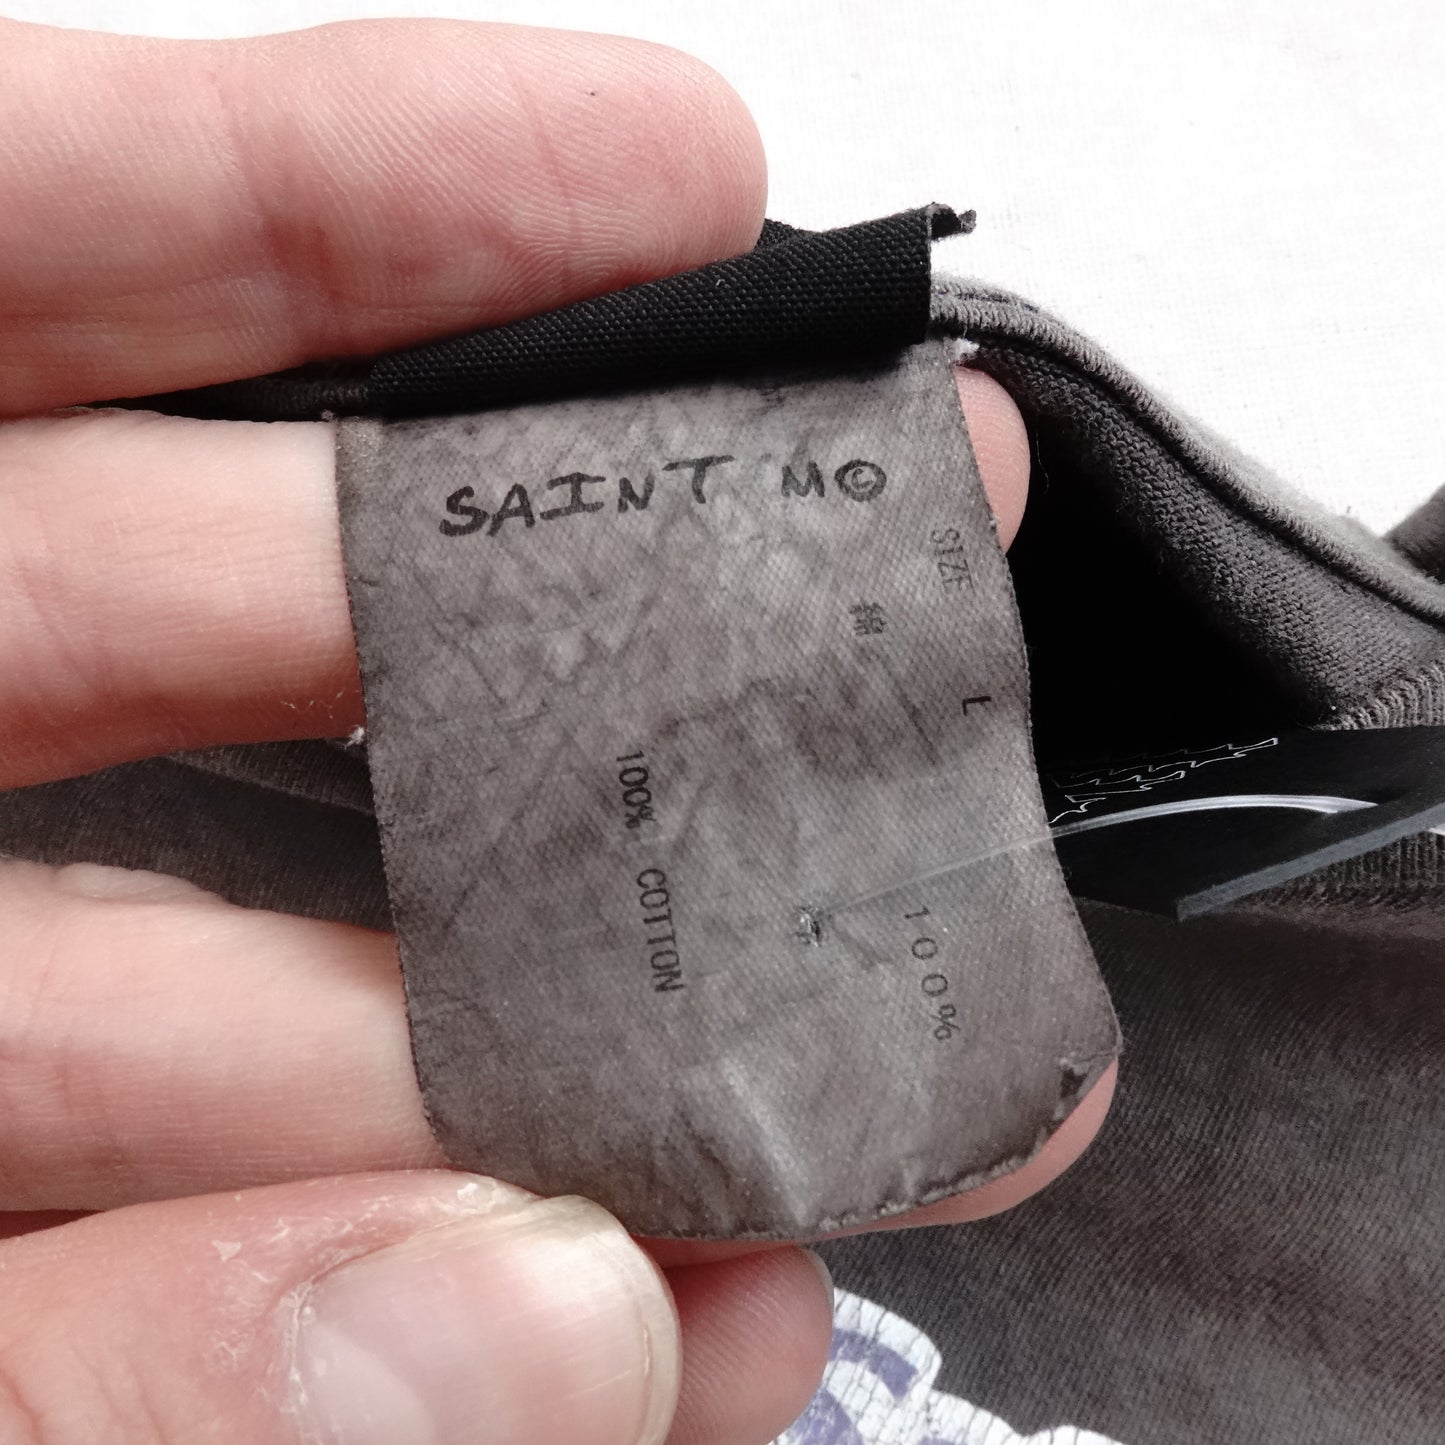 SAINT M©
SIZE L
綿 100%
100% COTTON